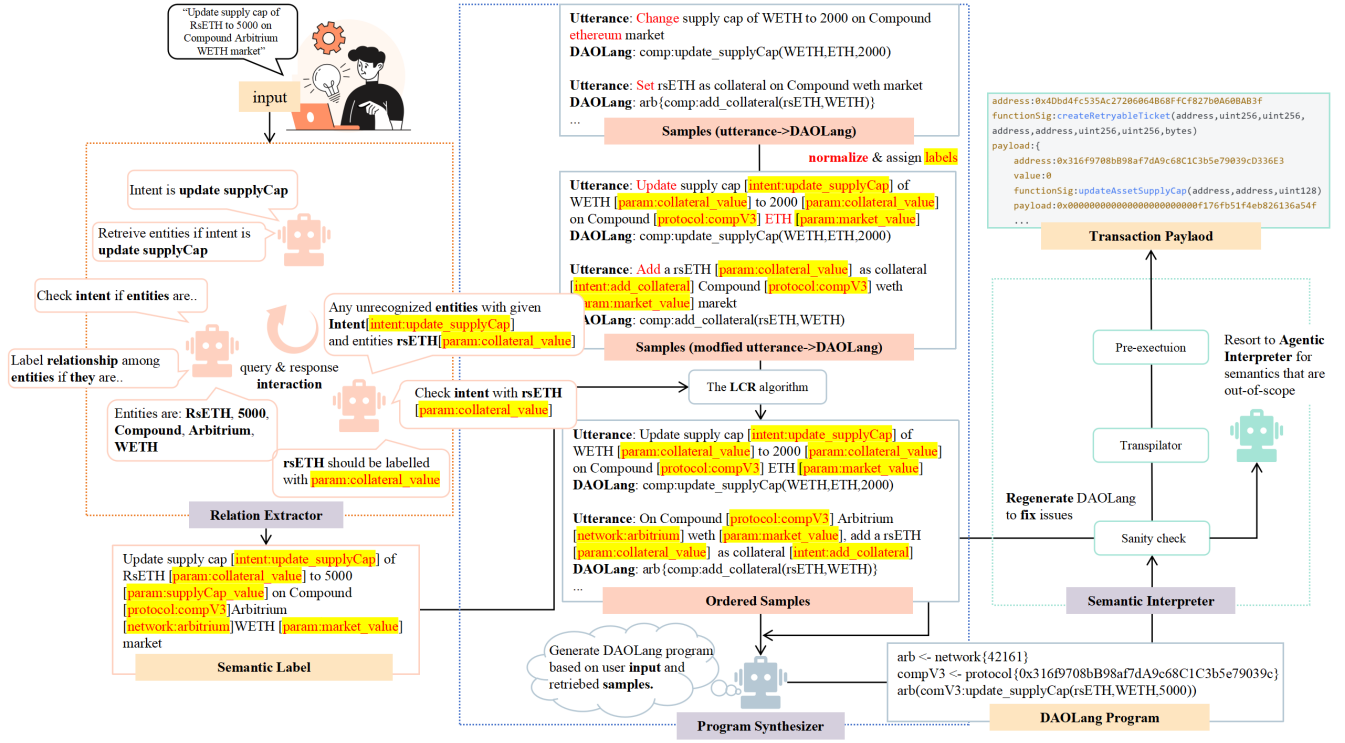 “Update supply cap of
RsETH to 5000 on
Compound Arbitrium
WETH market”
input
Intent is update supplyCap
Retreive entities if intent is
update supplyCap
Check intent if entities are..
Label relationship among
entities if they are..
query & response
interaction
Any unrecognized entities with given
Intent[intent:update_supplyCap]
and entities rsETH[param:collateral_value]
Check intent with rsETH
[param:collateral_value]
Entities are: RsETH, 5000,
Compound, Arbitrium,
WETH
rsETH should be labelled
with param:collateral_value
Relation Extractor
Update supply cap [intent:update_supplyCap] of
RsETH [param:collateral_value] to 5000
[param:supplyCap_value] on Compound
[protocol:compV3]Arbitrium
[network:arbitrium]WETH [param:market_value]
market
Semantic Label
Utterance: Change supply cap of WETH to 2000 on Compound
ethereum market
DAOLang: comp:update_supplyCap(WETH,ETH,2000)
Utterance: Set rsETH as collateral on Compound weth market
DAOLang: arb{comp:add_collateral(rsETH,WETH)}
...
Samples (utterance->DAOLang)
normalize & assign labels
Utterance: Update supply cap [intent:update_supplyCap] of
WETH [param:collateral_value] to 2000 [param:collateral_value]
on Compound [protocol:compV3] ETH [param:market_value]
DAOLang: comp:update_supplyCap(WETH,ETH,2000)
Utterance: Add a rsETH [param:collateral_value] as collateral
[intent:add_collateral] Compound [protocol:compV3] weth
param:market_value] marekt
DAOLang: comp:add_collateral(rsETH,WETH)
Samples (modfied utterance->DAOLang)
The LCR algorithm
Utterance: Update supply cap [intent:update_supplyCap] of
WETH [param:collateral_value] to 2000 [param:collateral_value]
on Compound [protocol:compV3] ETH [param:market_value]
DAOLang: comp:update_supplyCap(WETH,ETH,2000)
Utterance: On Compound [protocol:compV3] Arbitrium
[network:arbitrium] weth [param:market_value], add a rsETH
[param:collateral_value] as collateral [intent:add_collateral]
DAOLang: arb{comp:add_collateral(rsETH,WETH)}
...
Ordered Samples
Generate DAOLang program
based on user input and
retriebed samples.
Program Synthesizer
address:0x4Dbd4fc535Ac27206064B68FfCf827b0A60BAB3f
functionSig:createRetryableTicket(address,uint256,uint256,
address,address,uint256,uint256,bytes)
payload:{
address:0x316f9708bB98af7dA9c68C1C3b5e79039cD336E3
value:0
functionSig:updateAssetSupplyCap(address,address,uint128)
payload:0x000000000000000000000000f176fb51f4eb826136a54f
...
Transaction Paylaod
Pre-exectuion
Resort to Agentic
Interpreter for
semantics that are
out-of-scope
Transpilator
Regenerate DAOLang
to fix issues
Sanity check
Semantic Interpreter
arb <- network{42161}
compV3 <- protocol{0x316f9708bB98af7dA9c68C1C3b5e79039c}
arb(comV3:update_supplyCap(rsETH,WETH,5000))
DAOLang Program